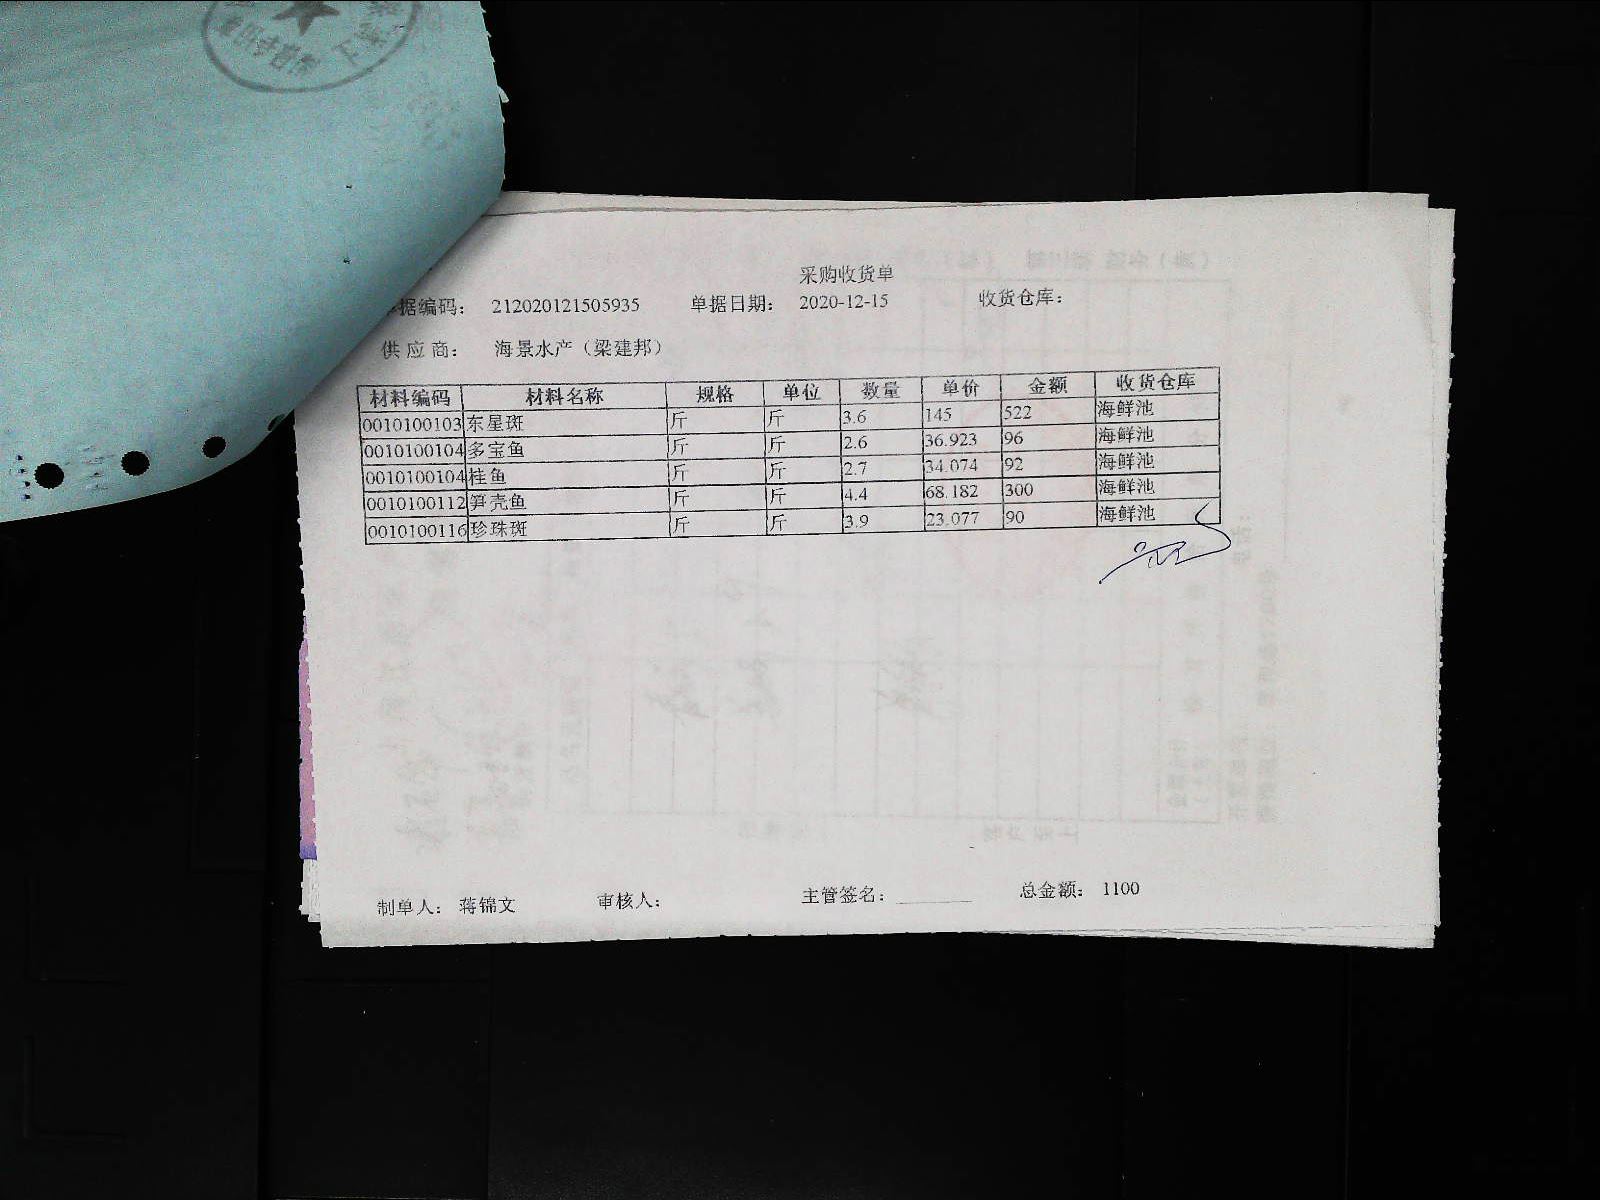 采购收货单
据编码： 212020121505935 单据日期： 2020-12-15 收货仓库：
供应商： 海景水产（梁建邦）
材料编码 材料名称 规格 单位 数量 单价 金额 收货仓库
0010100103 东星斑 斤 斤 3.6 145 522 海鲜池
0010100104 多宝鱼 斤 斤 2.6 36.923 96 海鲜池
0010100104 桂鱼 斤 斤 2.7 34.074 92 海鲜池
0010100112 笋壳鱼 斤 斤 4.4 68.182 300 海鲜池
0010100116 珍珠斑 斤 斤 3.9 23.077 90 海鲜池
制单人： 蒋锦文 审核人： 主管签名： 总金额： 1100